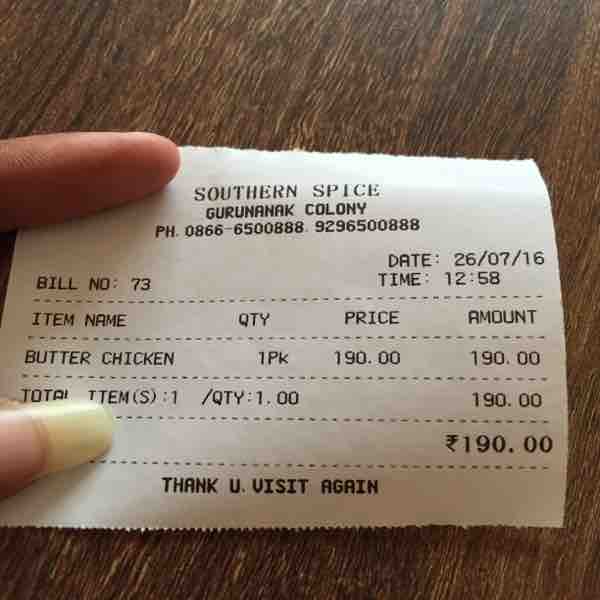 SOUTHERN SPICE
GURUNANAK COLONY
PH. 0866-6500888. 9296500888
DATE: 26/07/16
BILL NO: 73 TIME: 12:58
ITEM NAME QTY PRICE AMOUNT
BUTTER CHICKEN 1Pk 190.00 190.00
TOTAL ITEM(S):1 /QTY:1.00 190.00
₹190.00
THANK U. VISIT AGAIN